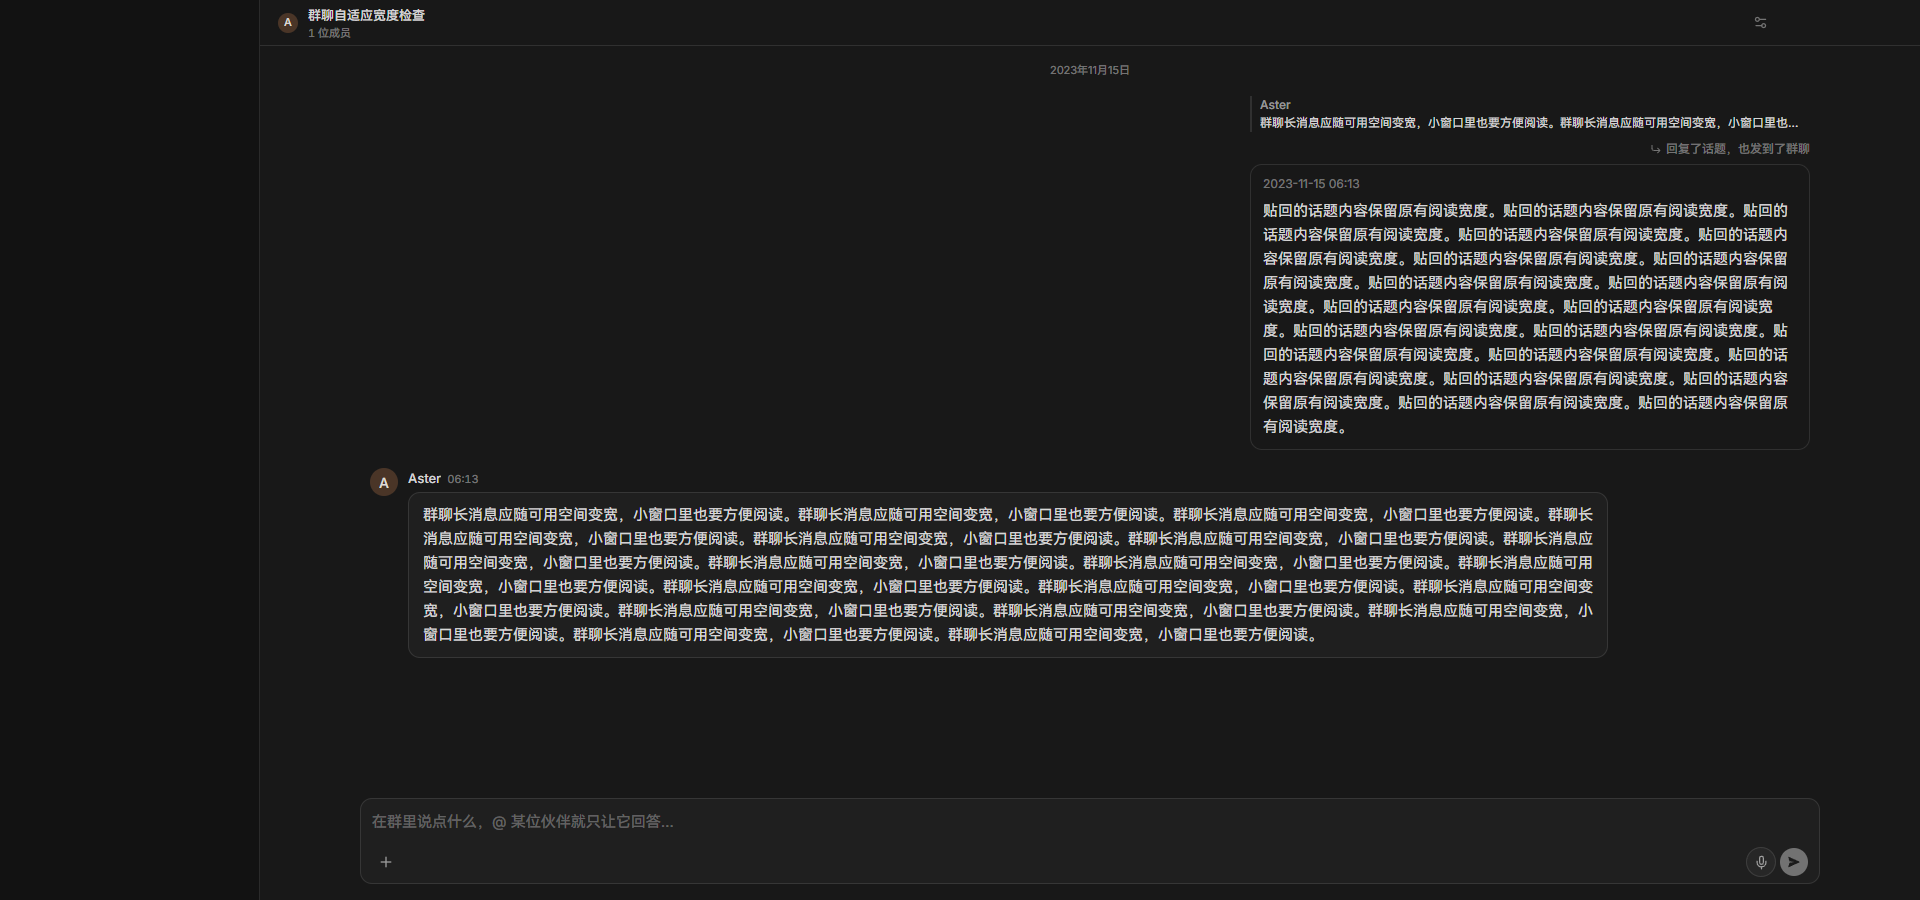 A
群聊自适应宽度检查
1 位成员
2023年11月15日
Aster
群聊长消息应随可用空间变宽，小窗口里也要方便阅读。群聊长消息应随可用空间变宽，小窗口里也...
回复了话题，也发到了群聊
2023-11-15 06:13
贴回的话题内容保留原有阅读宽度。贴回的话题内容保留原有阅读宽度。贴回的
话题内容保留原有阅读宽度。贴回的话题内容保留原有阅读宽度。贴回的话题内
容保留原有阅读宽度。贴回的话题内容保留原有阅读宽度。贴回的话题内容保留
原有阅读宽度。贴回的话题内容保留原有阅读宽度。贴回的话题内容保留原有阅
读宽度。贴回的话题内容保留原有阅读宽度。贴回的话题内容保留原有阅读宽
度。贴回的话题内容保留原有阅读宽度。贴回的话题内容保留原有阅读宽度。贴
回的话题内容保留原有阅读宽度。贴回的话题内容保留原有阅读宽度。贴回的话
题内容保留原有阅读宽度。贴回的话题内容保留原有阅读宽度。贴回的话题内容
保留原有阅读宽度。贴回的话题内容保留原有阅读宽度。贴回的话题内容保留原
有阅读宽度。
A
Aster 06:13
群聊长消息应随可用空间变宽，小窗口里也要方便阅读。群聊长消息应随可用空间变宽，小窗口里也要方便阅读。群聊长消息应随可用空间变宽，小窗口里也要方便阅读。群聊长
消息应随可用空间变宽，小窗口里也要方便阅读。群聊长消息应随可用空间变宽，小窗口里也要方便阅读。群聊长消息应随可用空间变宽，小窗口里也要方便阅读。群聊长消息应
随可用空间变宽，小窗口里也要方便阅读。群聊长消息应随可用空间变宽，小窗口里也要方便阅读。群聊长消息应随可用空间变宽，小窗口里也要方便阅读。群聊长消息应随可用
空间变宽，小窗口里也要方便阅读。群聊长消息应随可用空间变宽，小窗口里也要方便阅读。群聊长消息应随可用空间变宽，小窗口里也要方便阅读。群聊长消息应随可用空间变
宽，小窗口里也要方便阅读。群聊长消息应随可用空间变宽，小窗口里也要方便阅读。群聊长消息应随可用空间变宽，小窗口里也要方便阅读。群聊长消息应随可用空间变宽，小
窗口里也要方便阅读。群聊长消息应随可用空间变宽，小窗口里也要方便阅读。群聊长消息应随可用空间变宽，小窗口里也要方便阅读。
在群里说点什么，@ 某位伙伴就只让它回答...